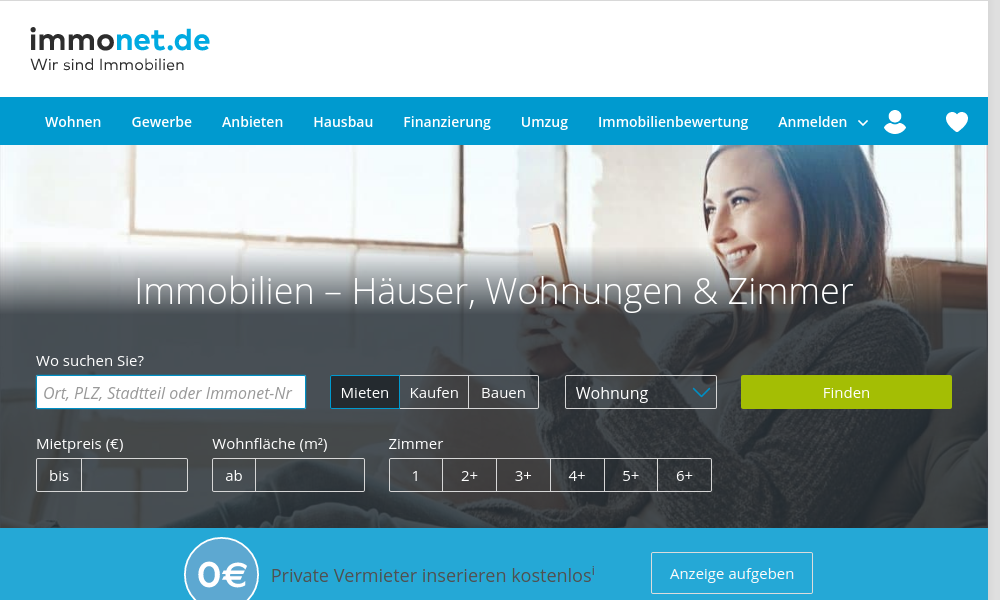 immonet.de
Wir sind Immobilien
Wohnen Gewerbe Anbieten Hausbau Finanzierung Umzug Immobilienbewertung Anmelden
Immobilien – Häuser, Wohnungen & Zimmer
Wo suchen Sie?
Ort, PLZ, Stadtteil oder Immonet-Nr Mieten Kaufen Bauen Wohnung Finden
Mietpreis (€) Wohnfläche (m²) Zimmer
bis ab 1 2+ 3+ 4+ 5+ 6+
0€ Private Vermieter inserieren kostenlosⁱ Anzeige aufgeben